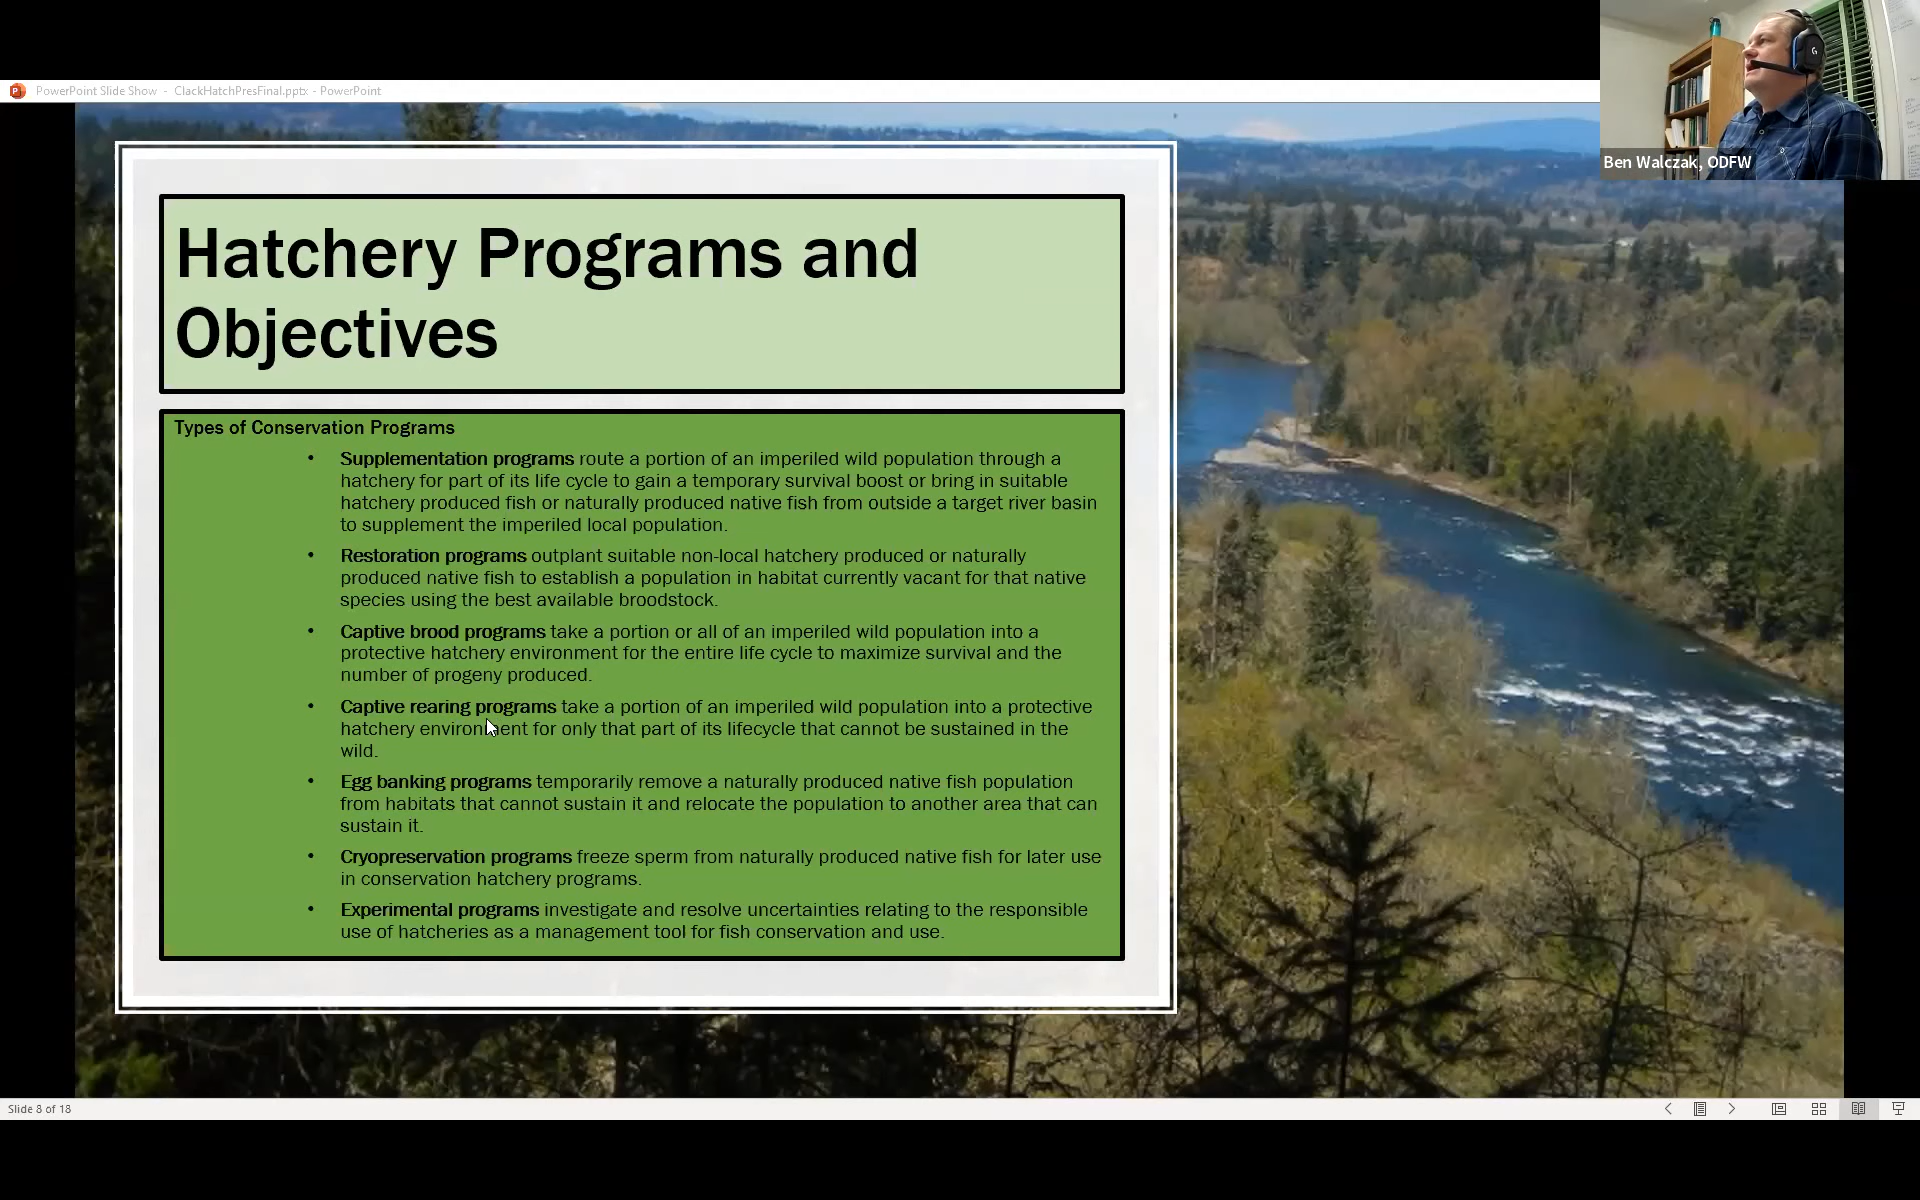 PowerPoint Slide Show - ClackHatchPresFinal.pptx - PowerPoint
Ben Walczak, ODFW
Hatchery Programs and
Objectives
Types of Conservation Programs
• Supplementation programs route a portion of an imperiled wild population through a
hatchery for part of its life cycle to gain a temporary survival boost or bring in suitable
hatchery produced fish or naturally produced native fish from outside a target river basin
to supplement the imperiled local population.
• Restoration programs outplant suitable non-local hatchery produced or naturally
produced native fish to establish a population in habitat currently vacant for that native
species using the best available broodstock.
• Captive brood programs take a portion or all of an imperiled wild population into a
protective hatchery environment for the entire life cycle to maximize survival and the
number of progeny produced.
• Captive rearing programs take a portion of an imperiled wild population into a protective
hatchery environment for only that part of its lifecycle that cannot be sustained in the
wild.
• Egg banking programs temporarily remove a naturally produced native fish population
from habitats that cannot sustain it and relocate the population to another area that can
sustain it.
• Cryopreservation programs freeze sperm from naturally produced native fish for later use
in conservation hatchery programs.
• Experimental programs investigate and resolve uncertainties relating to the responsible
use of hatcheries as a management tool for fish conservation and use.
Slide 8 of 18